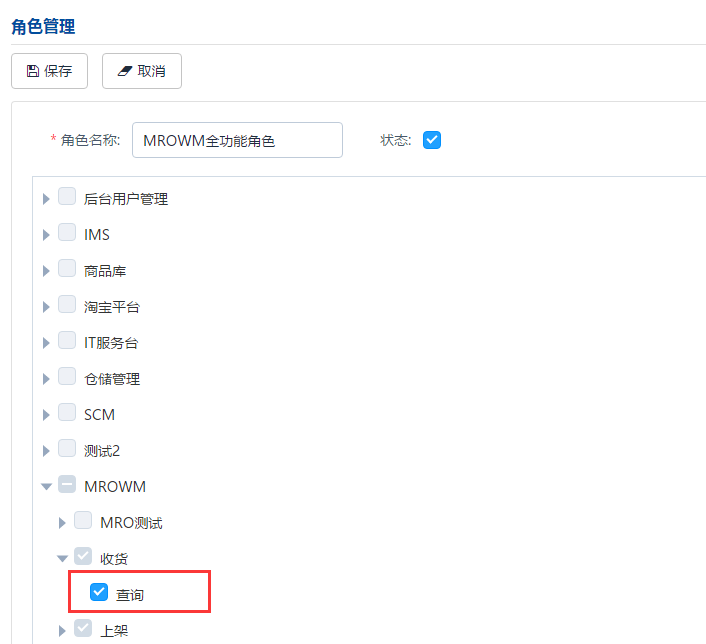 角色管理
保存 取消
* 角色名称: MROWM全功能角色 状态:
后台用户管理
IMS
商品库
淘宝平台
IT服务台
仓储管理
SCM
测试2
MROWM
MRO测试
收货
查询
上架